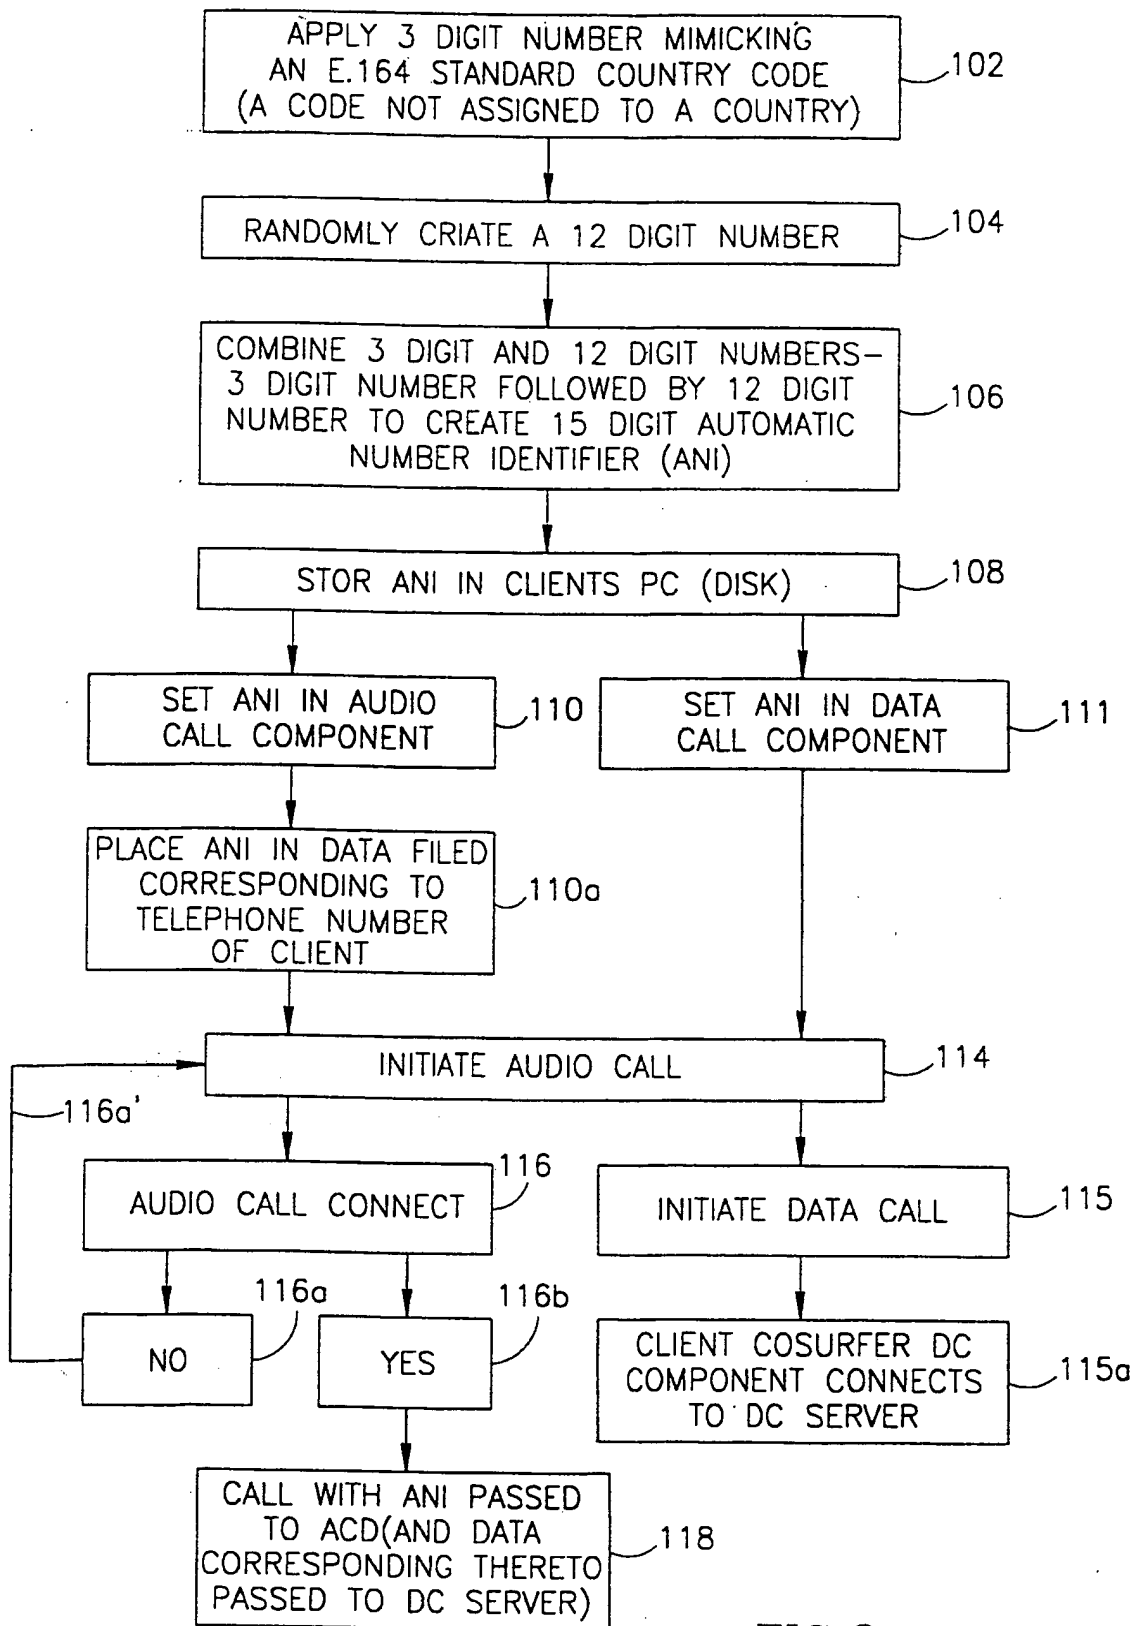 APPLY 3 DIGIT NUMBER MIMICKING
AN E.164 STANDARD COUNTRY CODE
(A CODE NOT ASSIGNED TO A COUNTRY)
102
RANDOMLY CRIATE A 12 DIGIT NUMBER
104
COMBINE 3 DIGIT AND 12 DIGIT NUMBERS-
3 DIGIT NUMBER FOLLOWED BY 12 DIGIT
NUMBER TO CREATE 15 DIGIT AUTOMATIC
NUMBER IDENTIFIER (ANI)
106
STOR ANI IN CLIENTS PC (DISK)
108
SET ANI IN AUDIO
CALL COMPONENT
110
SET ANI IN DATA
CALL COMPONENT
111
PLACE ANI IN DATA FILED
CORRESPONDING TO
TELEPHONE NUMBER
OF CLIENT
110a
INITIATE AUDIO CALL
114
116a'
AUDIO CALL CONNECT
116
INITIATE DATA CALL
115
NO
116a
YES
116b
CLIENT COSURFER DC
COMPONENT CONNECTS
TO DC SERVER
115a
CALL WITH ANI PASSED
TO ACD(AND DATA
CORRESPONDING THERETO
PASSED TO DC SERVER)
118